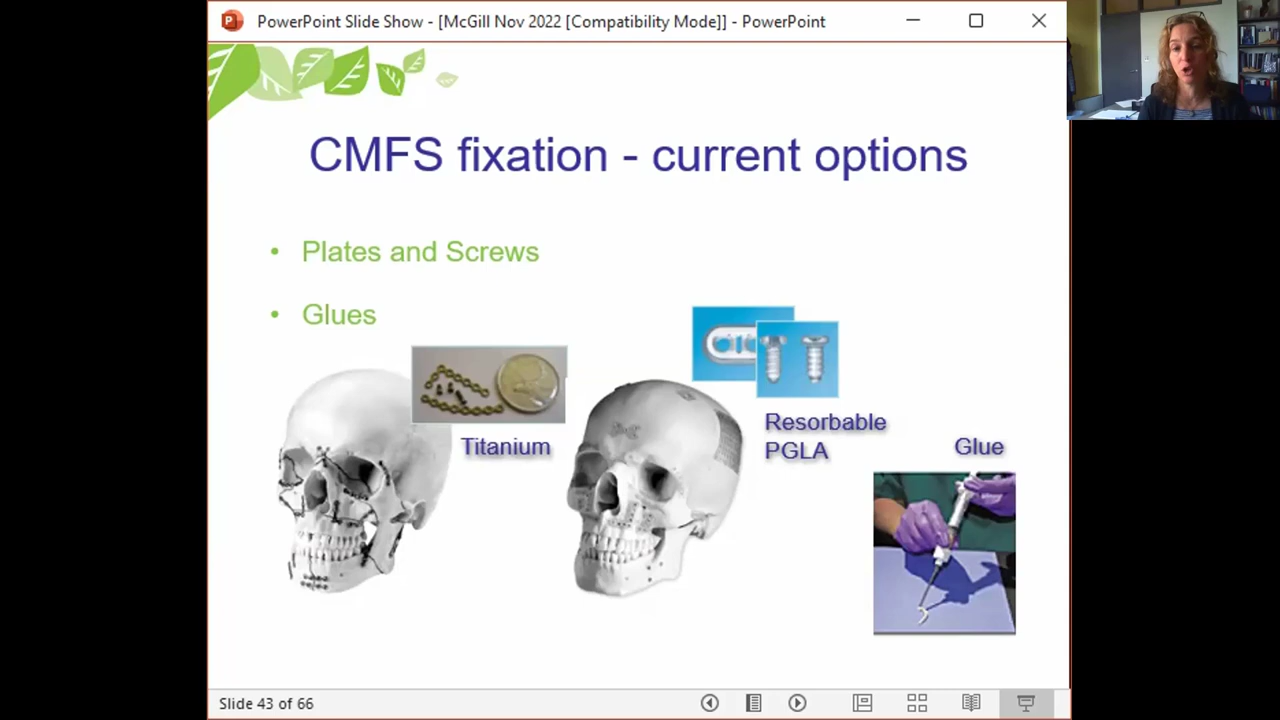 PowerPoint Slide Show - [McGill Nov 2022 [Compatibility Mode]] - PowerPoint
CMFS fixation - current options
• Plates and Screws
• Glues
Titanium
Resorbable
PGLA
Glue
Slide 43 of 66